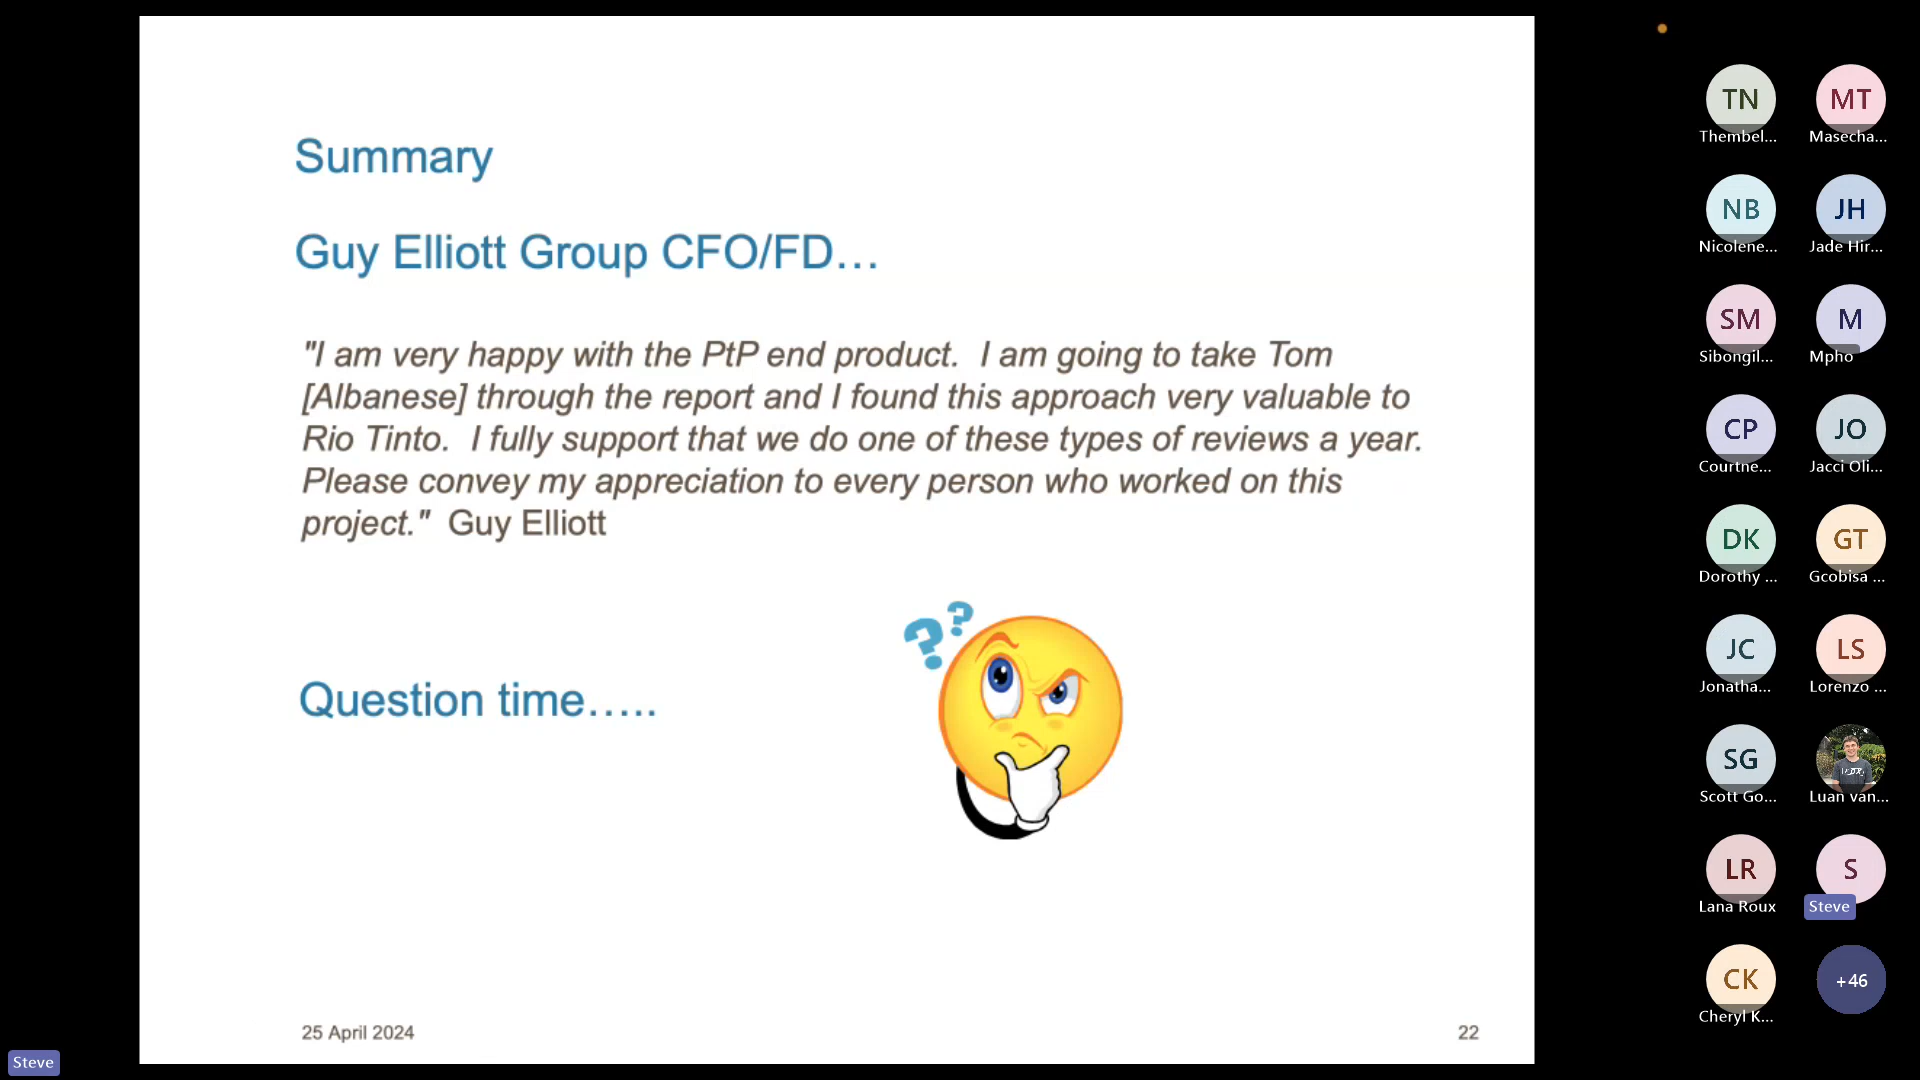 Summary
Guy Elliott Group CFO/FD…
"I am very happy with the PtP end product.  I am going to take Tom
[Albanese] through the report and I found this approach very valuable to
Rio Tinto.  I fully support that we do one of these types of reviews a year.
Please convey my appreciation to every person who worked on this
project."  Guy Elliott
? ?
Question time…..
25 April 2024
22
Steve
TN
Thembel...
MT
Masecha...
NB
Nicolene...
JH
Jade Hir...
SM
Sibongil...
M
Mpho
CP
Courtne...
JO
Jacci Oli...
DK
Dorothy ...
GT
Gcobisa ...
JC
Jonatha...
LS
Lorenzo ...
SG
Scott Go...
Luan van...
LR
Lana Roux
S
Steve
CK
Cheryl K...
+46